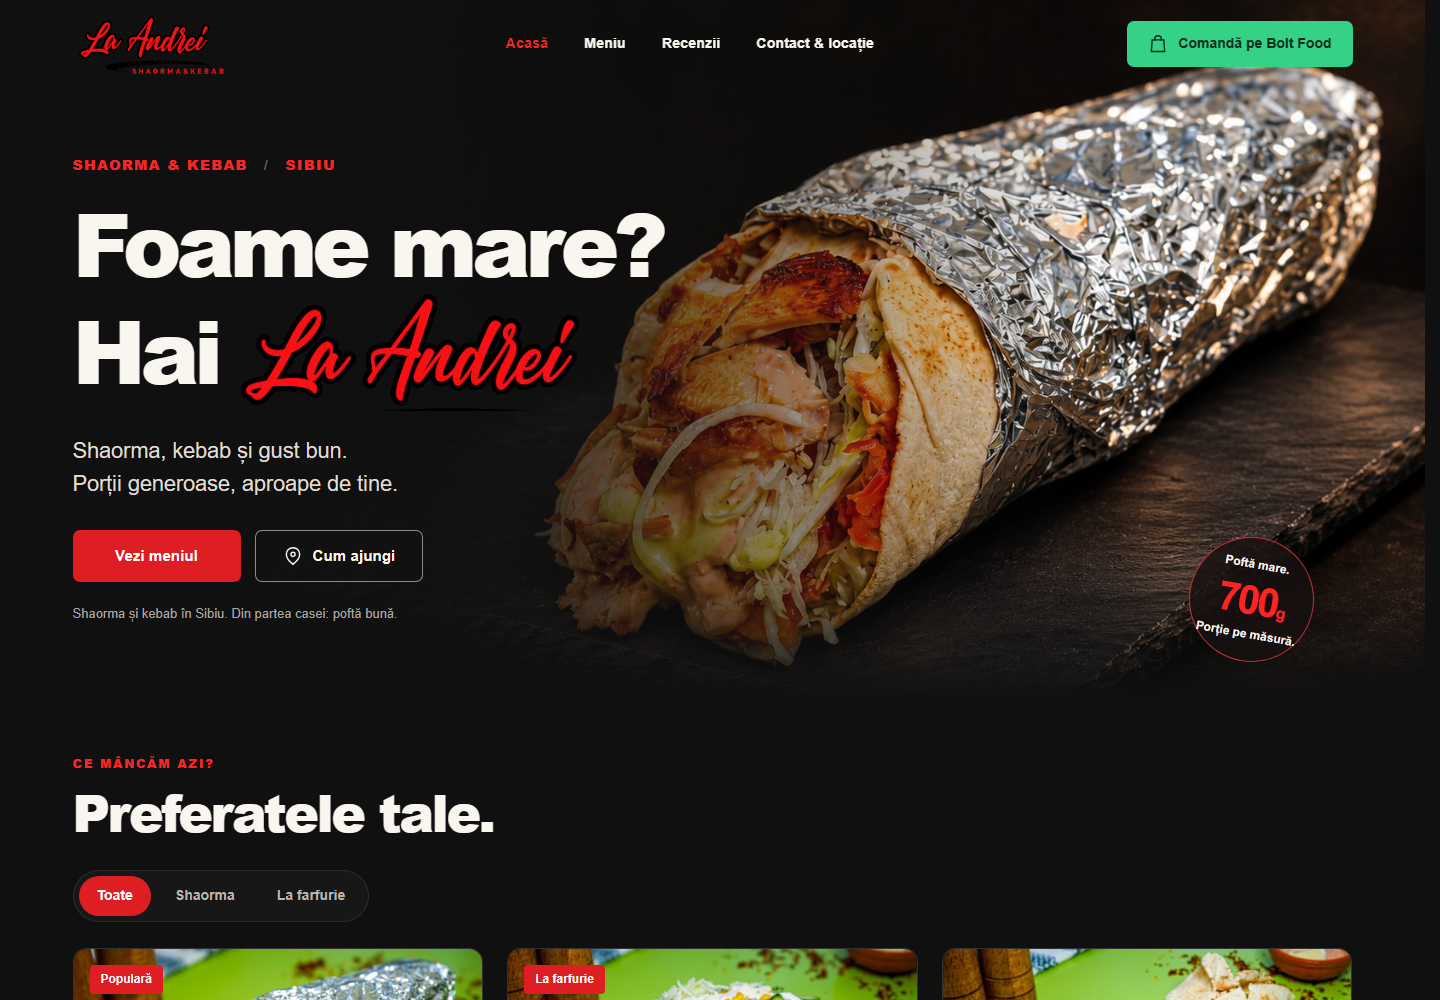 La Andrei
SHAORMA&KEBAB
Acasă
Meniu
Recenzii
Contact & locație
Comandă pe Bolt Food
SHAORMA & KEBAB / SIBIU
Foame mare?
Hai La Andrei
Shaorma, kebab și gust bun.
Porții generoase, aproape de tine.
Vezi meniul
Cum ajungi
Shaorma și kebab în Sibiu. Din partea casei: poftă bună.
Poftă mare.
700g
Porție pe măsură.
CE MÂNCĂM AZI?
Preferatele tale.
Toate
Shaorma
La farfurie
Populară
La farfurie